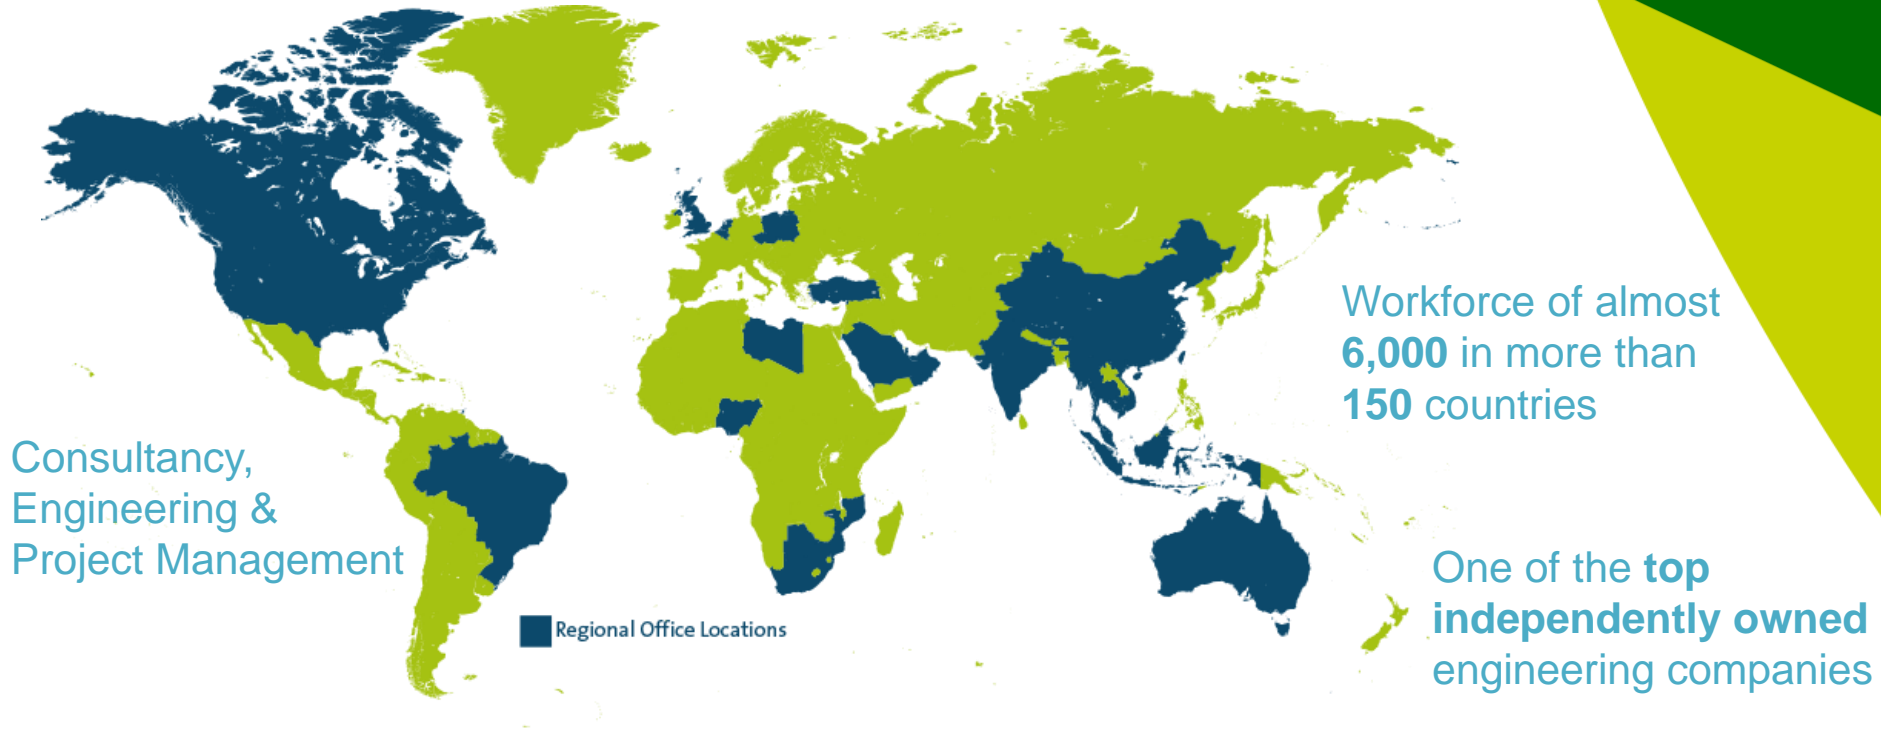 Workforce of almost
6,000 in more than
150 countries
Consultancy,
Engineering &
Project Management
One of the top
independently owned
engineering companies
Regional Office Locations